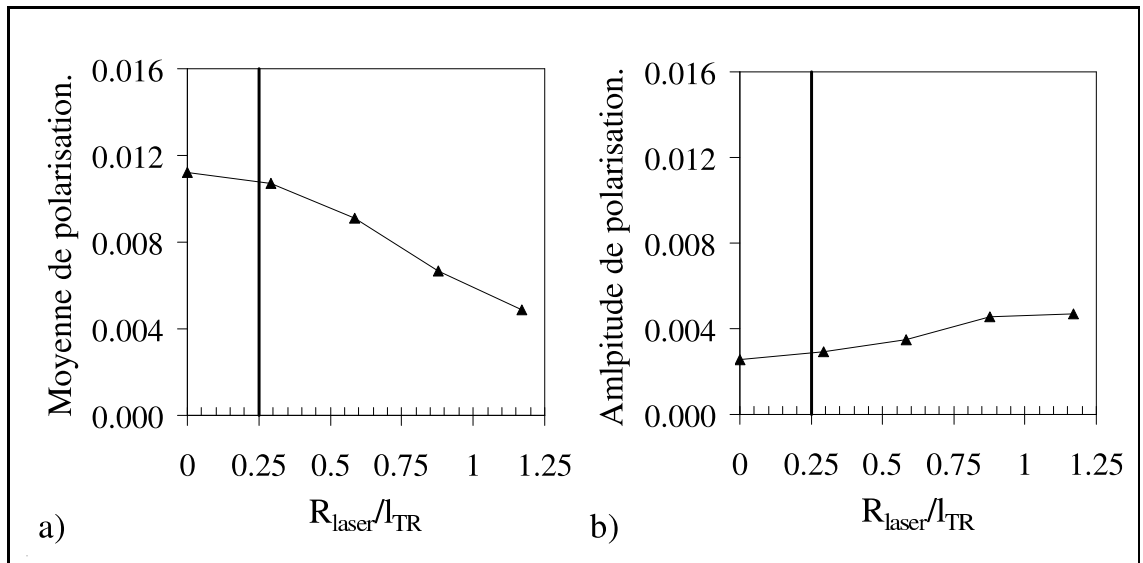 Moyenne de polarisation.
0.016
0.012
0.008
0.004
0.000
0 0.25 0.5 0.75 1 1.25
R_laser/l_TR
a)
Amlpitude de polarisation.
0.016
0.012
0.008
0.004
0.000
0 0.25 0.5 0.75 1 1.25
R_laser/l_TR
b)